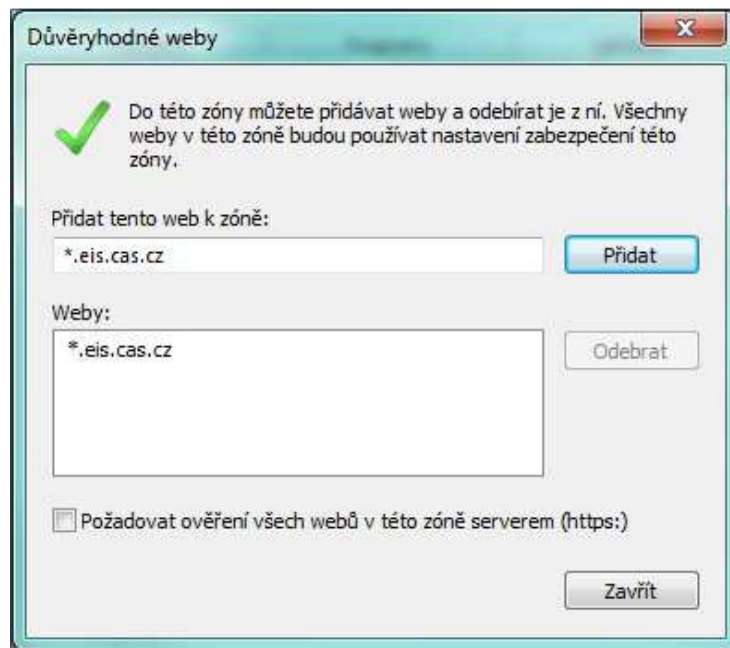 Důvěryhodné weby
Do této zóny můžete přidávat weby a odebírat je z ní. Všechny
weby v této zóně budou používat nastavení zabezpečení této
zóny.
Přidat tento web k zóně:
*.eis.cas.cz
Přidat
Weby:
*.eis.cas.cz
Odebrat
Požadovat ověření všech webů v této zóně serverem (https:)
Zavřít